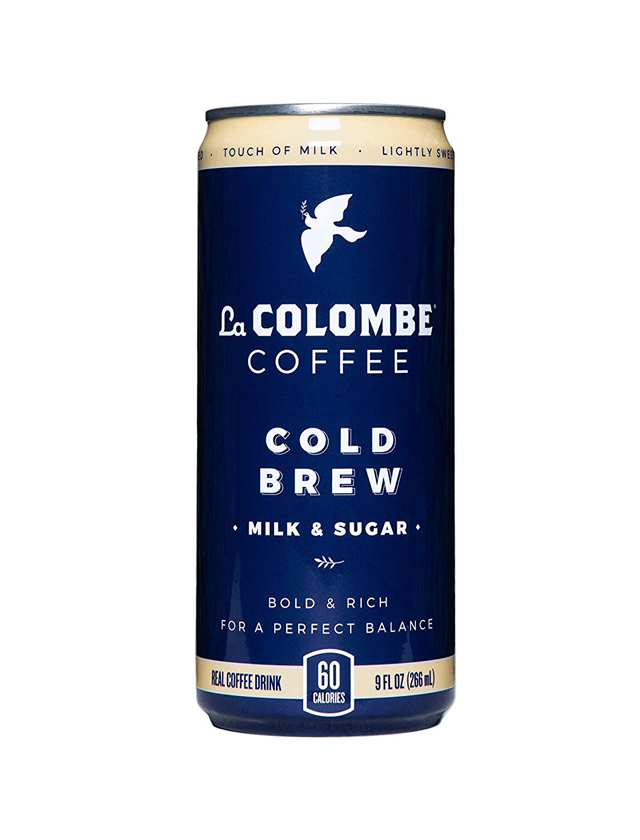 TOUCH OF MILK · LIGHTLY
La COLOMBE
COFFEE
COLD
BREW
· MILK & SUGAR ·
BOLD & RICH
FOR A PERFECT BALANCE
REAL COFFEE DRINK
60
CALORIES
9 FL OZ (266 mL)